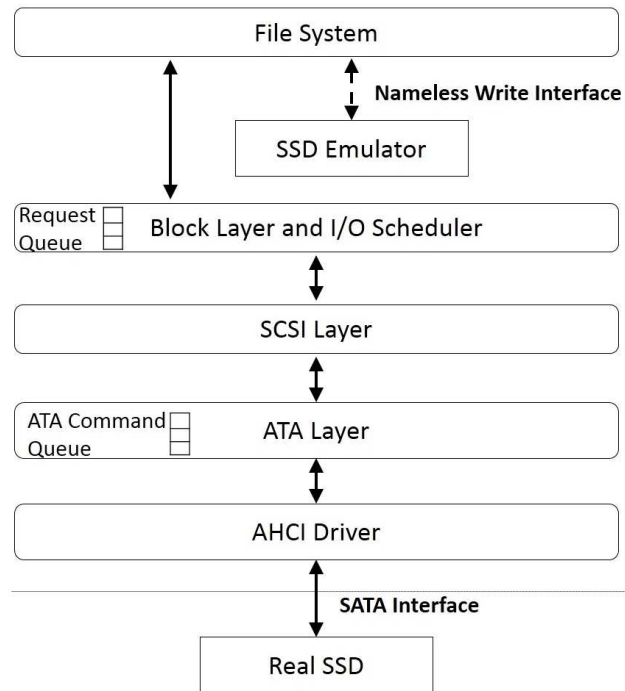 File System
Nameless Write Interface
SSD Emulator
Request
Queue
Block Layer and I/O Scheduler
SCSI Layer
ATA Command
Queue
ATA Layer
AHCI Driver
SATA Interface
Real SSD